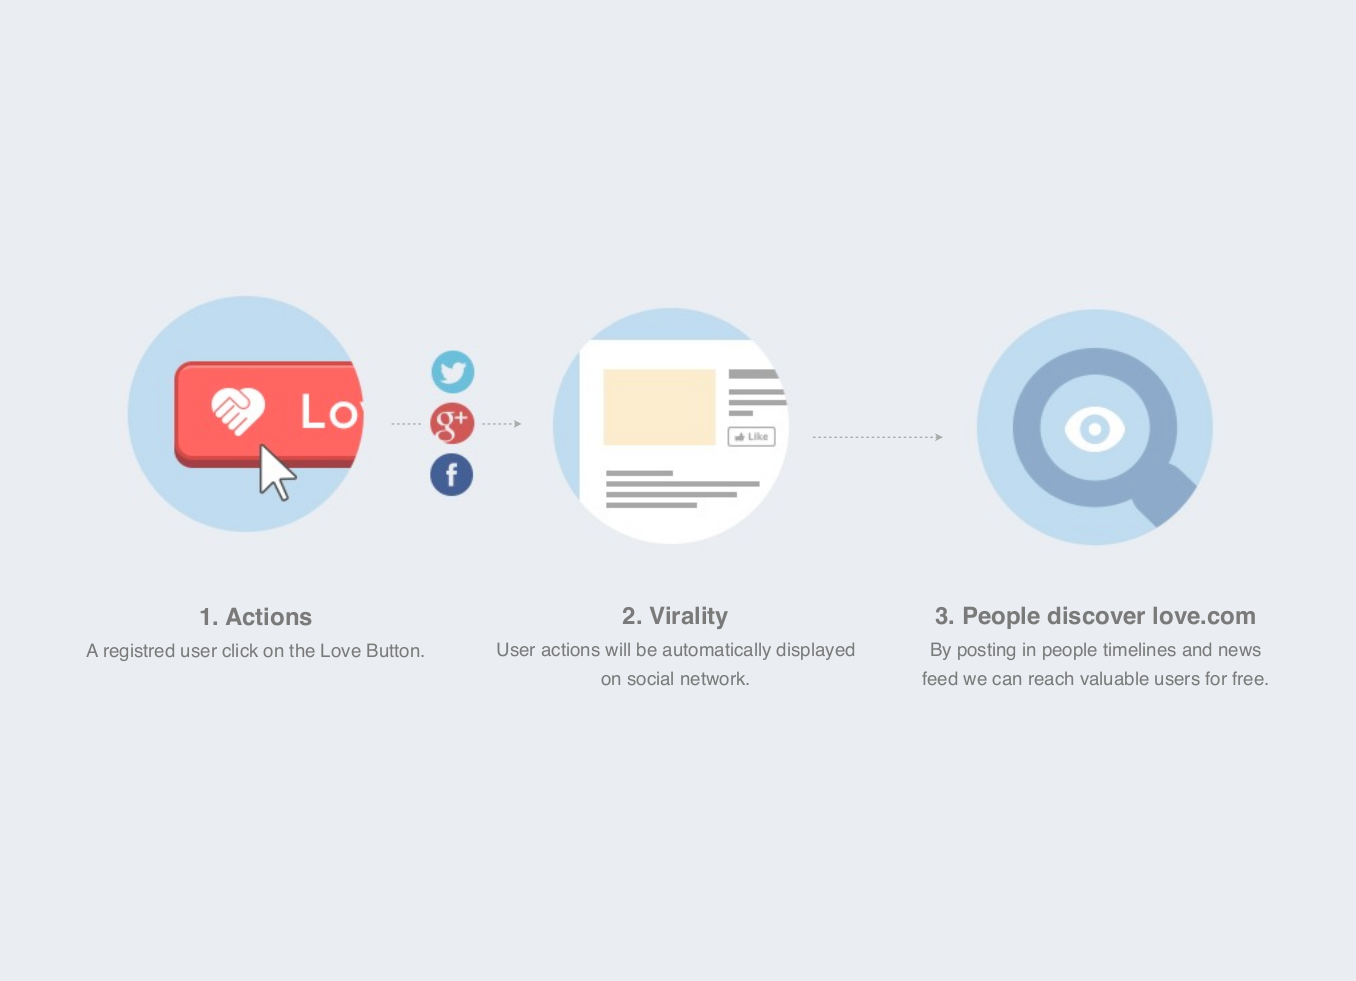 Lo
g+
f
Like
1. Actions
A registred user click on the Love Button.
2. Virality
User actions will be automatically displayed
on social network.
3. People discover love.com
By posting in people timelines and news
feed we can reach valuable users for free.